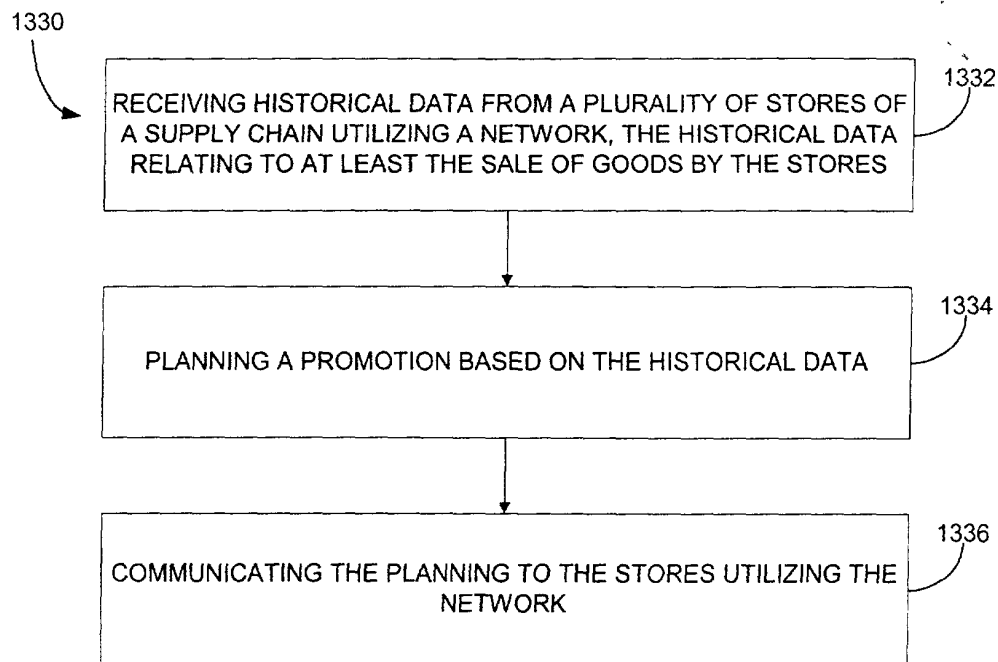 1330
1332
RECEIVING HISTORICAL DATA FROM A PLURALITY OF STORES OF
A SUPPLY CHAIN UTILIZING A NETWORK, THE HISTORICAL DATA
RELATING TO AT LEAST THE SALE OF GOODS BY THE STORES
1334
PLANNING A PROMOTION BASED ON THE HISTORICAL DATA
1336
COMMUNICATING THE PLANNING TO THE STORES UTILIZING THE
NETWORK